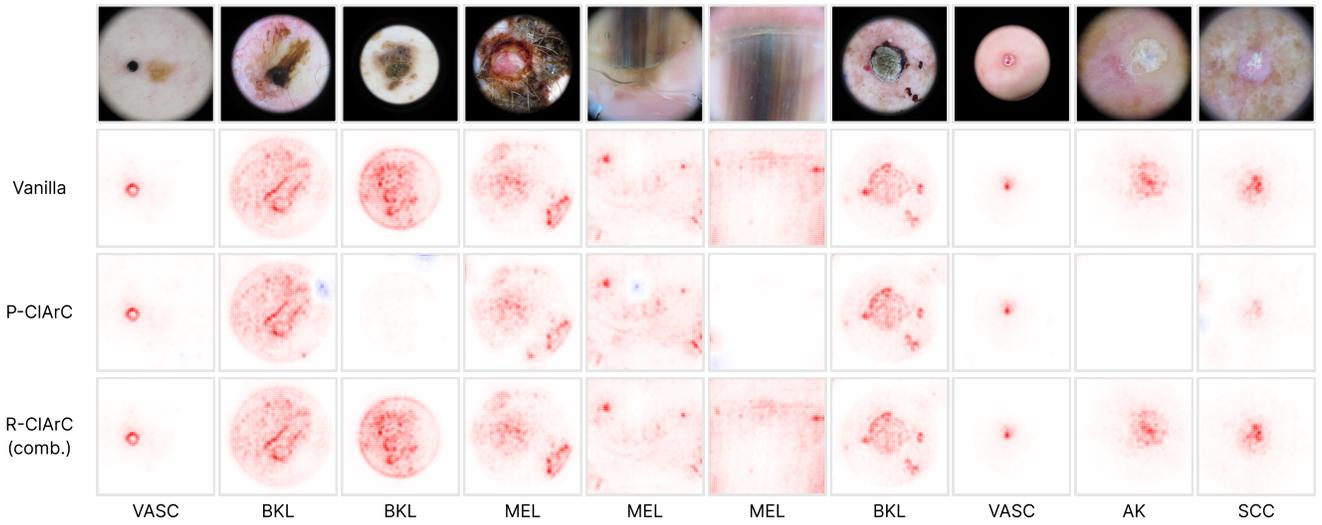 Vanilla
P-ClArC
R-ClArC
(comb.)
VASC BKL BKL MEL MEL MEL BKL VASC AK SCC